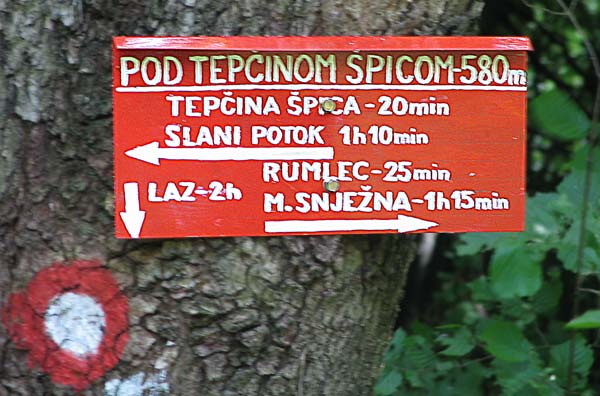 POD TEPČINOM ŠPICOM-580m
TEPČINA ŠPICA-20min
SLANI POTOK 1h10min
RUMLEC-25min
LAZ-2h
M.SNJEŽNA-1h15min